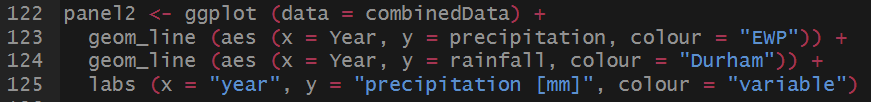 122 panel2 <- ggplot (data = combinedData) +
123 geom_line (aes (x = Year, y = precipitation, colour = "EWP")) +
124 geom_line (aes (x = Year, y = rainfall, colour = "Durham")) +
125 labs (x = "year", y = "precipitation [mm]", colour = "variable")